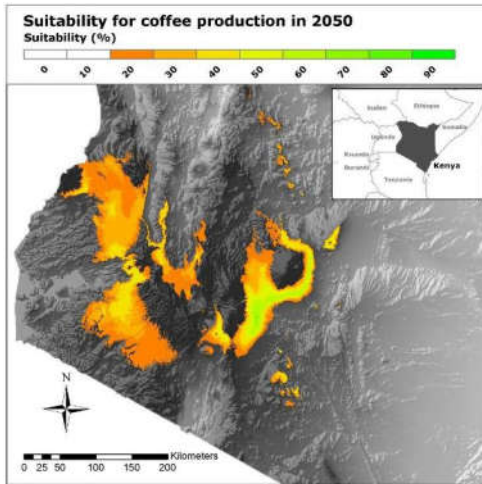 Suitability for coffee production in 2050
Suitability (%)
0 10 20 30 40 50 60 70 80 90
Sudan Ethiopia
Uganda Somalia
Rwanda
Burundi
Kenya
Tanzania
N
Kilometers
0 25 50 100 150 200